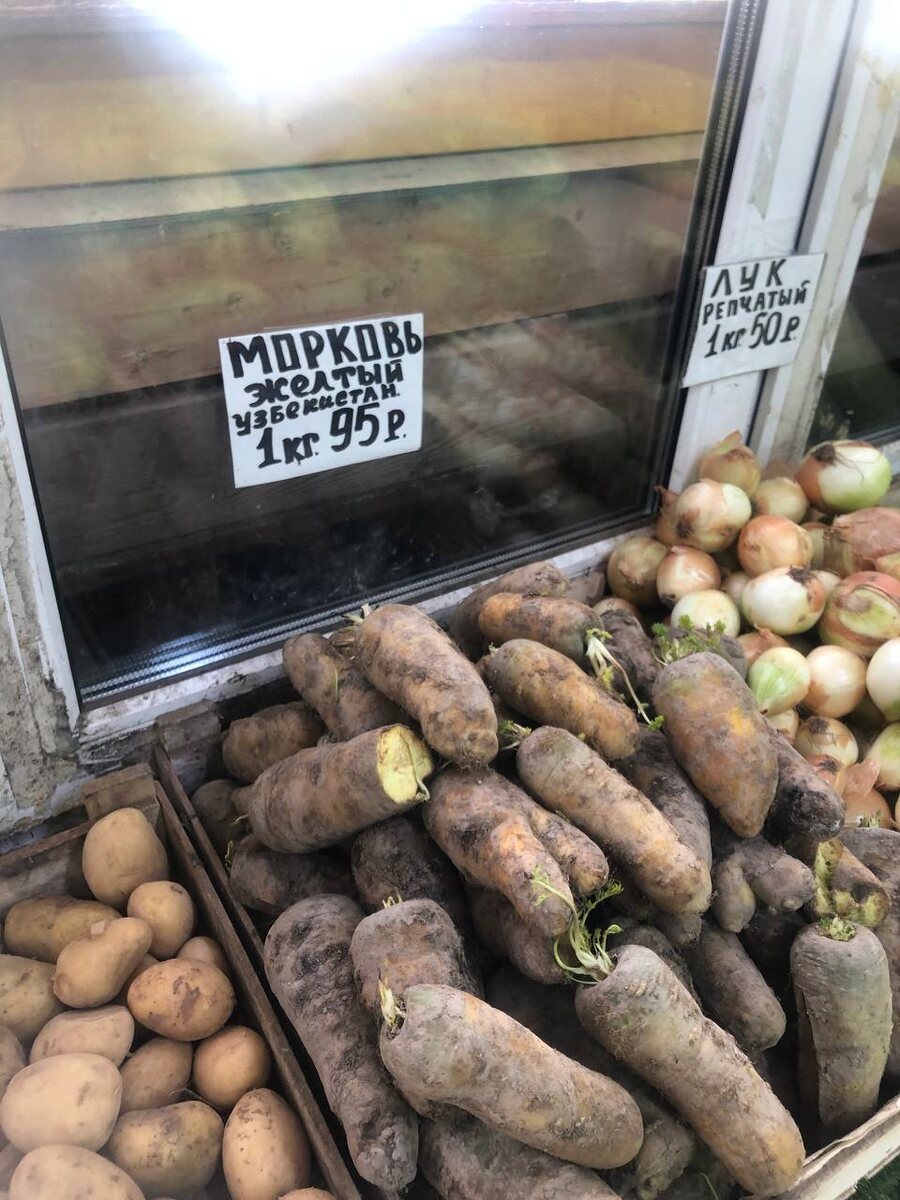 МОРКОВЬ
ЖЕЛТЫЙ
УЗБЕКИСТАН.
1 КГ. 95 Р.
ЛУК
РЕПЧАТЫЙ
1 КГ. 50 Р.